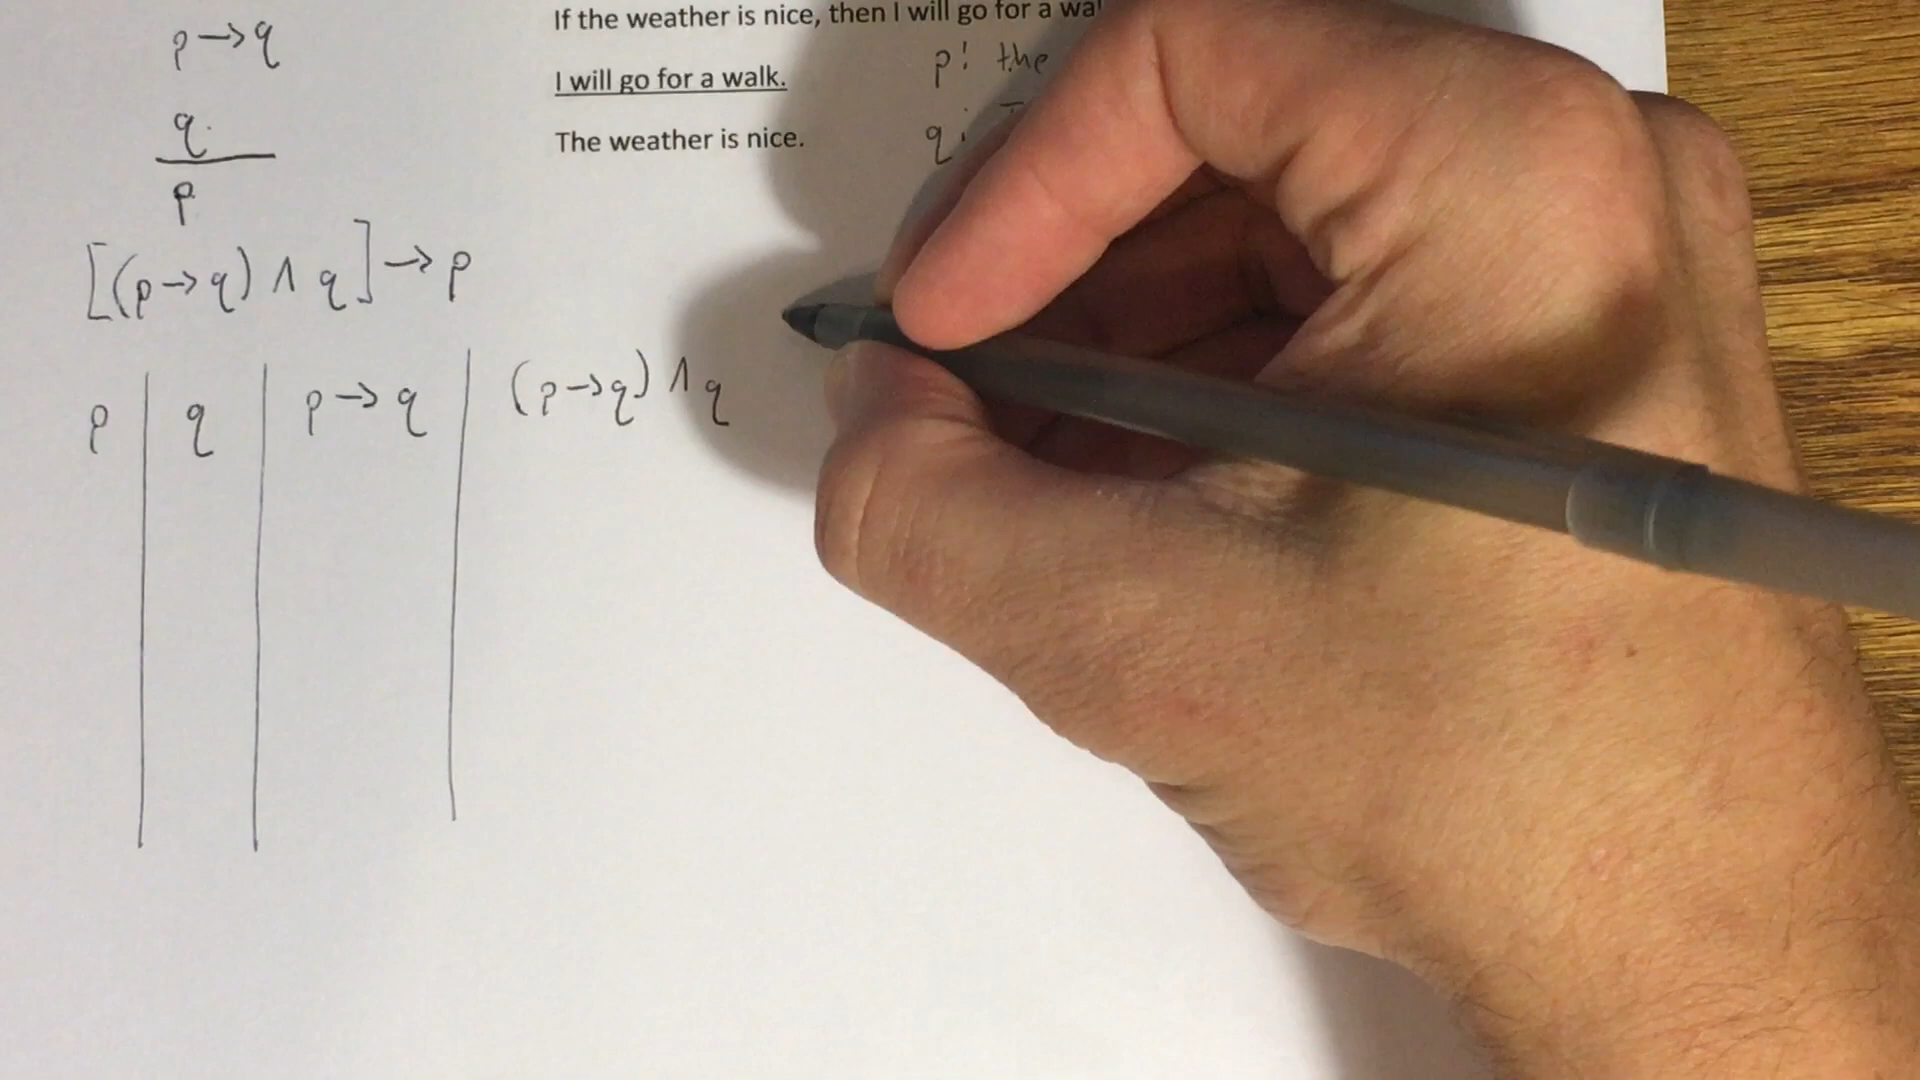 p → q
q
p
If the weather is nice, then I will go for a
I will go for a walk.
The weather is nice.
p: the
q:
[(p → q) ∧ q] → p
p | q | p → q | (p → q) ∧ q